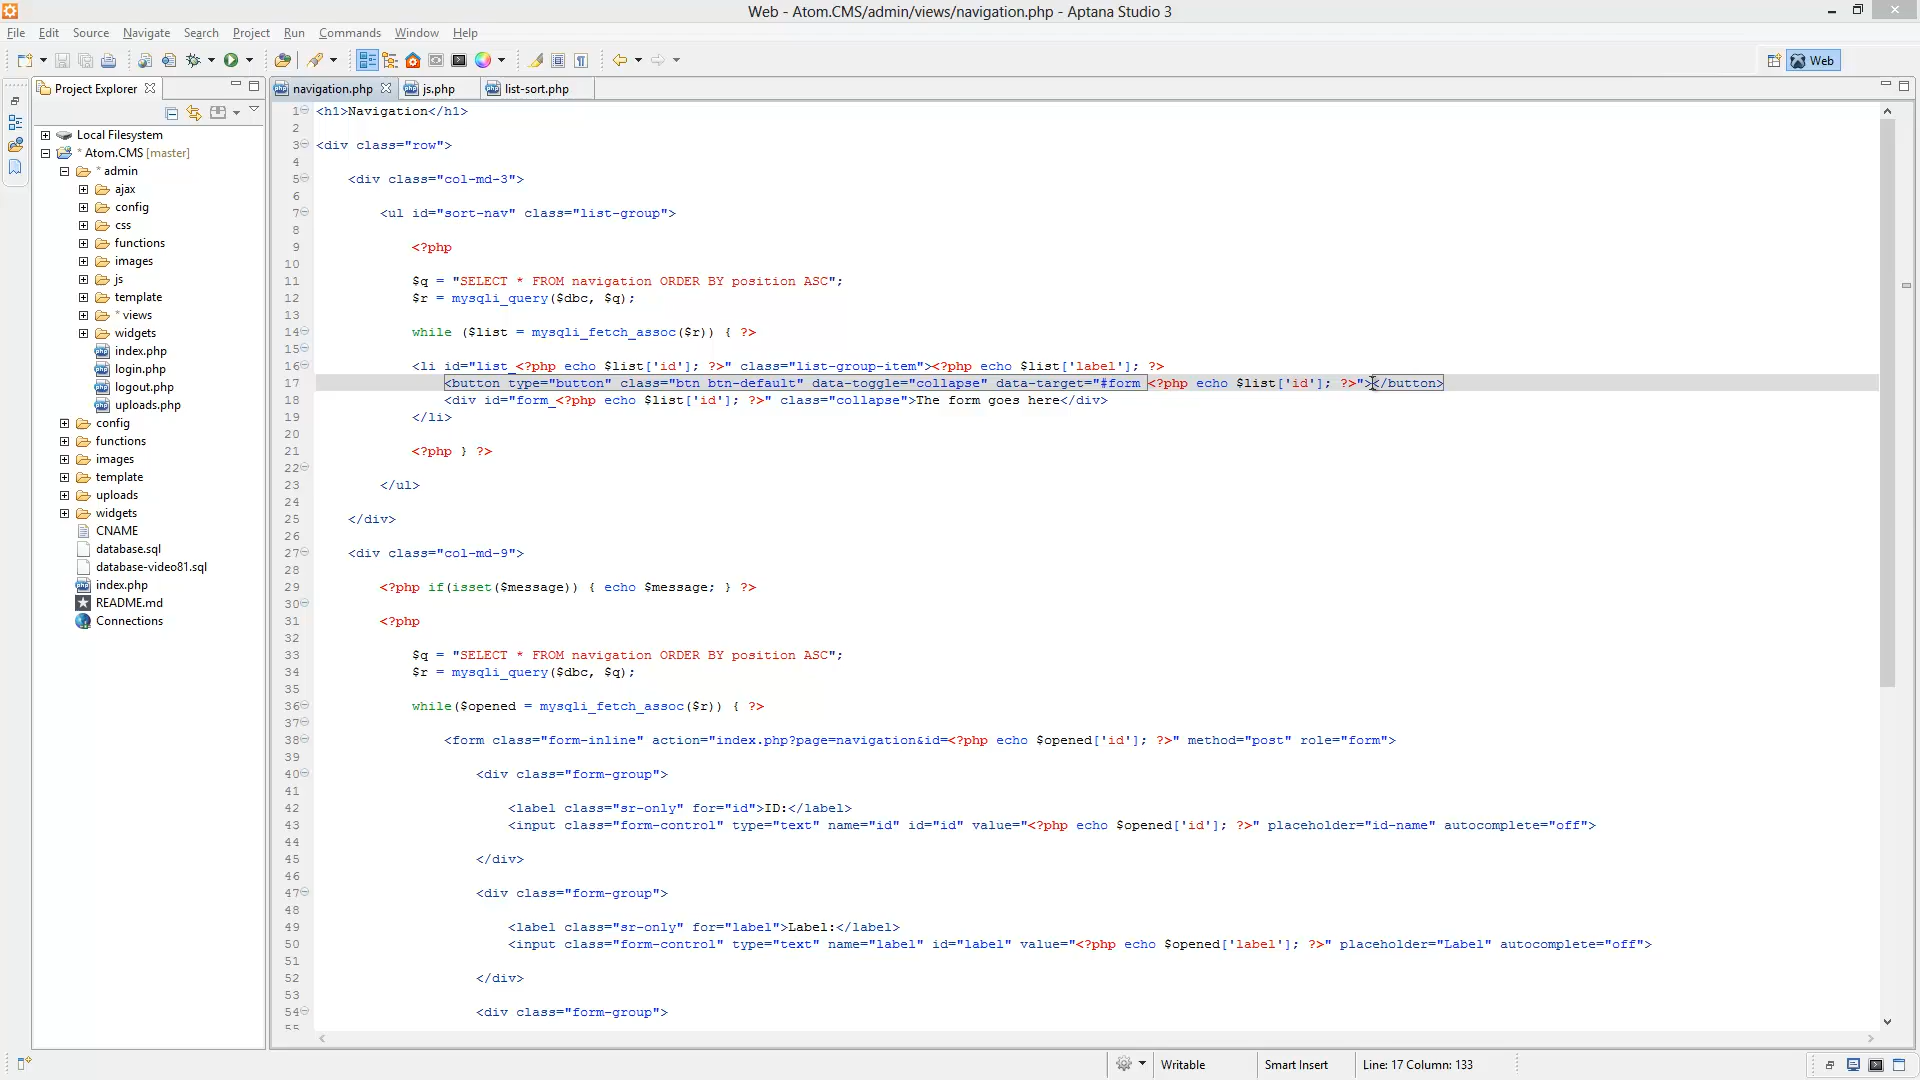 Web - Atom.CMS/admin/views/navigation.php - Aptana Studio 3
File Edit Source Navigate Search Project Run Commands Window Help
Web
Project Explorer
navigation.php js.php list-sort.php
Local Filesystem
* Atom.CMS [master]
* admin
ajax
config
css
functions
images
js
template
* views
widgets
index.php
login.php
logout.php
uploads.php
config
functions
images
template
uploads
widgets
CNAME
database.sql
database-video81.sql
index.php
README.md
Connections
1 <h1>Navigation</h1>
2
3 <div class="row">
4
5 <div class="col-md-3">
6
7 <ul id="sort-nav" class="list-group">
8
9 <?php
10
11 $q = "SELECT * FROM navigation ORDER BY position ASC";
12 $r = mysqli_query($dbc, $q);
13
14 while ($list = mysqli_fetch_assoc($r)) { ?>
15
16 <li id="list_<?php echo $list['id']; ?>" class="list-group-item"><?php echo $list['label']; ?>
17 <button type="button" class="btn btn-default" data-toggle="collapse" data-target="#form_<?php echo $list['id']; ?>"></button>
18 <div id="form_<?php echo $list['id']; ?>" class="collapse">The form goes here</div>
19 </li>
20
21 <?php } ?>
22
23 </ul>
24
25 </div>
26
27 <div class="col-md-9">
28
29 <?php if(isset($message)) { echo $message; } ?>
30
31 <?php
32
33 $q = "SELECT * FROM navigation ORDER BY position ASC";
34 $r = mysqli_query($dbc, $q);
35
36 while($opened = mysqli_fetch_assoc($r)) { ?>
37
38 <form class="form-inline" action="index.php?page=navigation&id=<?php echo $opened['id']; ?>" method="post" role="form">
39
40 <div class="form-group">
41
42 <label class="sr-only" for="id">ID:</label>
43 <input class="form-control" type="text" name="id" id="id" value="<?php echo $opened['id']; ?>" placeholder="id-name" autocomplete="off">
44
45 </div>
46
47 <div class="form-group">
48
49 <label class="sr-only" for="label">Label:</label>
50 <input class="form-control" type="text" name="label" id="label" value="<?php echo $opened['label']; ?>" placeholder="Label" autocomplete="off">
51
52 </div>
53
54 <div class="form-group">
55
Writable Smart Insert Line: 17 Column: 133